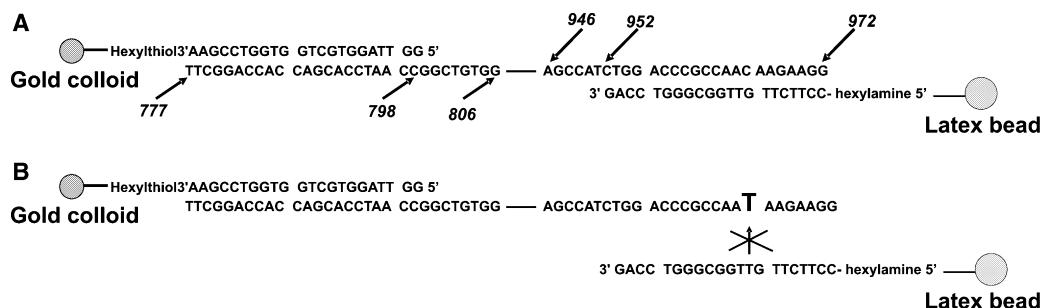 A
946 952 972
Hexylthiol3'AAGCCTGGTG GTCGTGGATT GG 5'
Gold colloid
TTCGGACCAC CAGCACCTAA CCGGCTGTGG AGCCATCTGG ACCCGCCAAC AAGAAGG
3' GACC TGGGCGGTTG TTCTTCC- hexylamine 5'
777 798 806
Latex bead
B
Hexylthiol3'AAGCCTGGTG GTCGTGGATT GG 5'
Gold colloid
TTCGGACCAC CAGCACCTAA CCGGCTGTGG AGCCATCTGG ACCCGCCAAT AAGAAGG
3' GACC TGGGCGGTTG TTCTTCC- hexylamine 5'
Latex bead